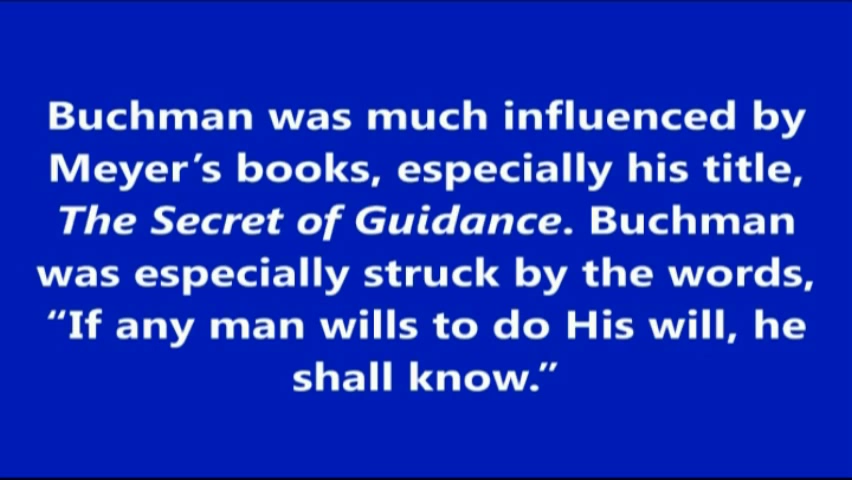 Buchman was much influenced by
Meyer’s books, especially his title,
The Secret of Guidance. Buchman
was especially struck by the words,
“If any man wills to do His will, he
shall know.”